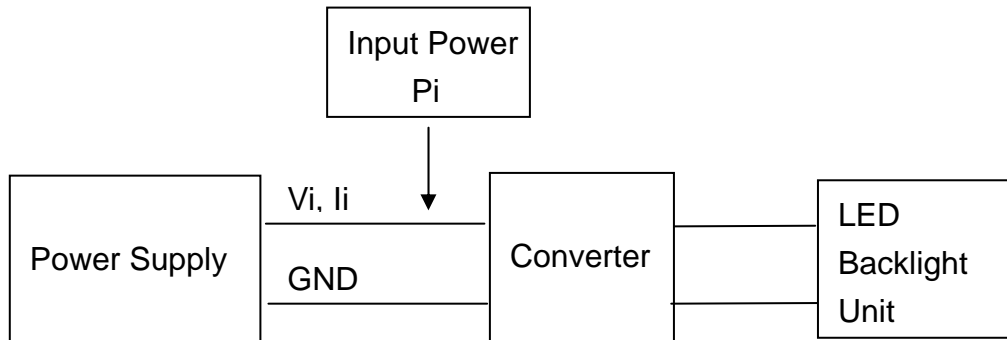 Input Power
Pi
Vi, Ii
Power Supply
GND
Converter
LED
Backlight
Unit